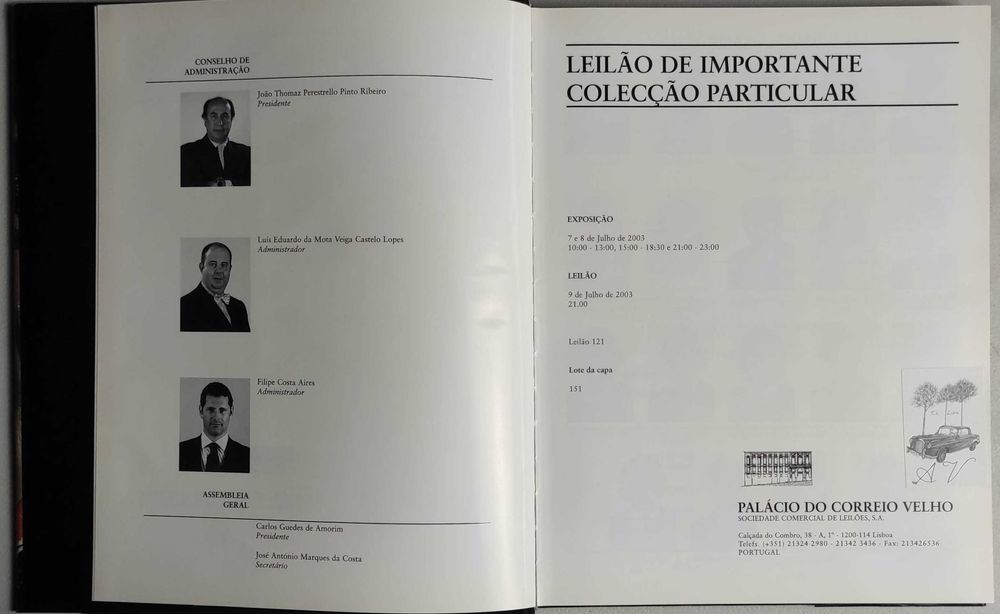 CONSELHO DE
ADMINISTRAÇÃO
João Thomaz Perestrello Pinto Ribeiro
Presidente
Luís Eduardo da Mota Veiga Castelo Lopes
Administrador
Filipe Costa Aires
Administrador
ASSEMBLEIA
GERAL
Carlos Guedes de Amorim
Presidente
José António Marques da Costa
Secretário
LEILÃO DE IMPORTANTE
COLECÇÃO PARTICULAR
EXPOSIÇÃO
7 e 8 de Julho de 2003
10:00 - 13:00, 15:00 - 18:30 e 21:00 - 23:00
LEILÃO
9 de Julho de 2003
21.00
Leilão 121
Lote da capa
151
A V
PALÁCIO DO CORREIO VELHO
SOCIEDADE COMERCIAL DE LEILÕES, S.A.
Calçada do Combro, 38 - A, 1º - 1200-114 Lisboa
Telefs. (+351) 21324 2980 - 21342 3436 - Fax: 213426536
PORTUGAL